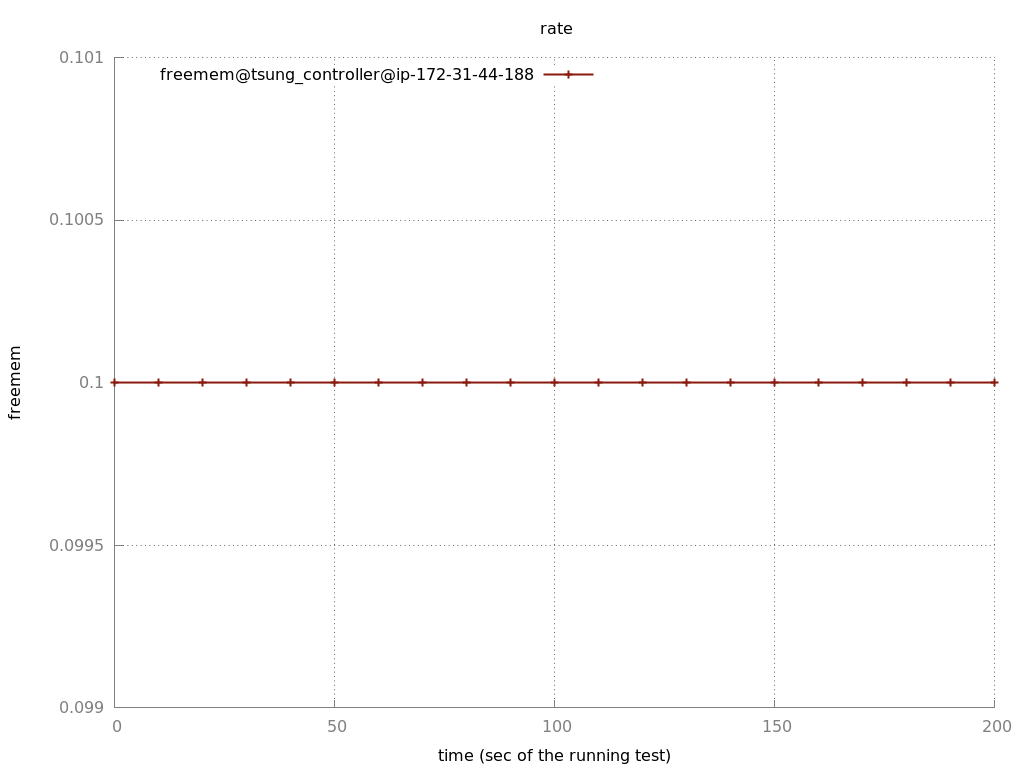 rate
0.101
freemem@tsung_controller@ip-172-31-44-188
0.1005
0.1
freemem
0.0995
0.099
0 50 100 150 200
time (sec of the running test)